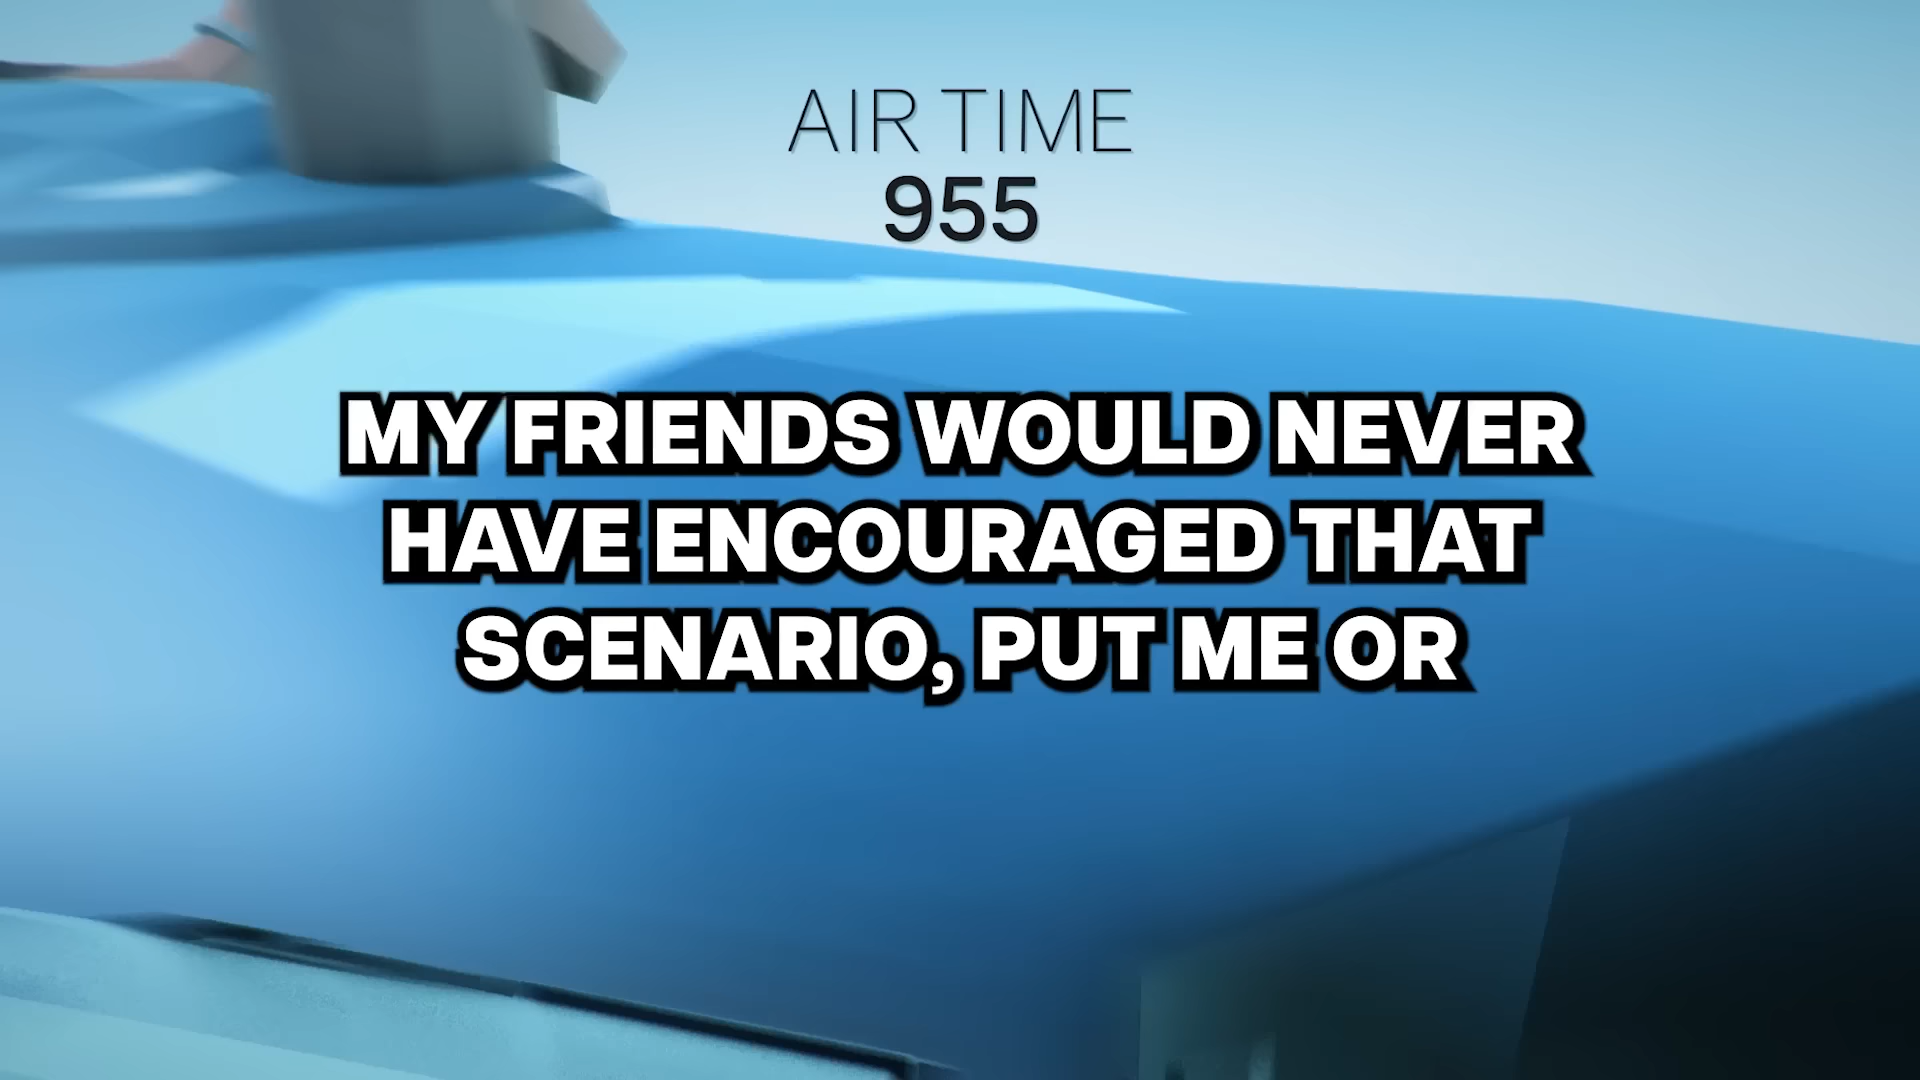 AIR TIME
955
MY FRIENDS WOULD NEVER
HAVE ENCOURAGED THAT
SCENARIO, PUT ME OR